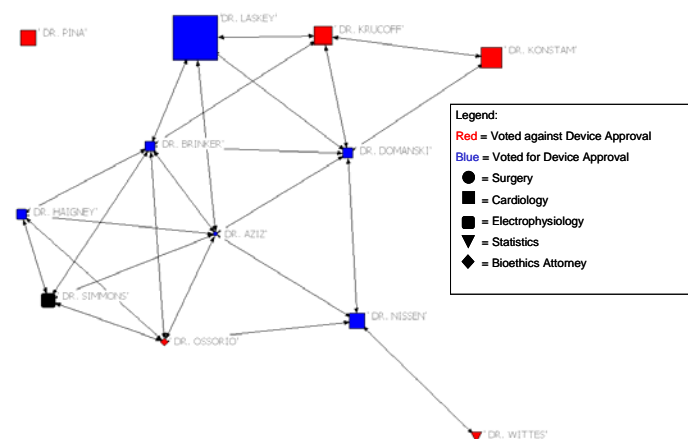 'DR. LASKEY'
'DR. PINA'
'DR. KRUCOFF'
'DR. KONSTAM'
'DR. BRINKER'
'DR. DOMANSKI'
'DR. HAIGNEY'
'DR. AZIZ'
'DR. SIMMONS'
'DR. NISSEN'
'DR. OSSORIO'
'DR. WITTES'
Legend:
Red = Voted against Device Approval
Blue = Voted for Device Approval
= Surgery
= Cardiology
= Electrophysiology
= Statistics
= Bioethics Attorney